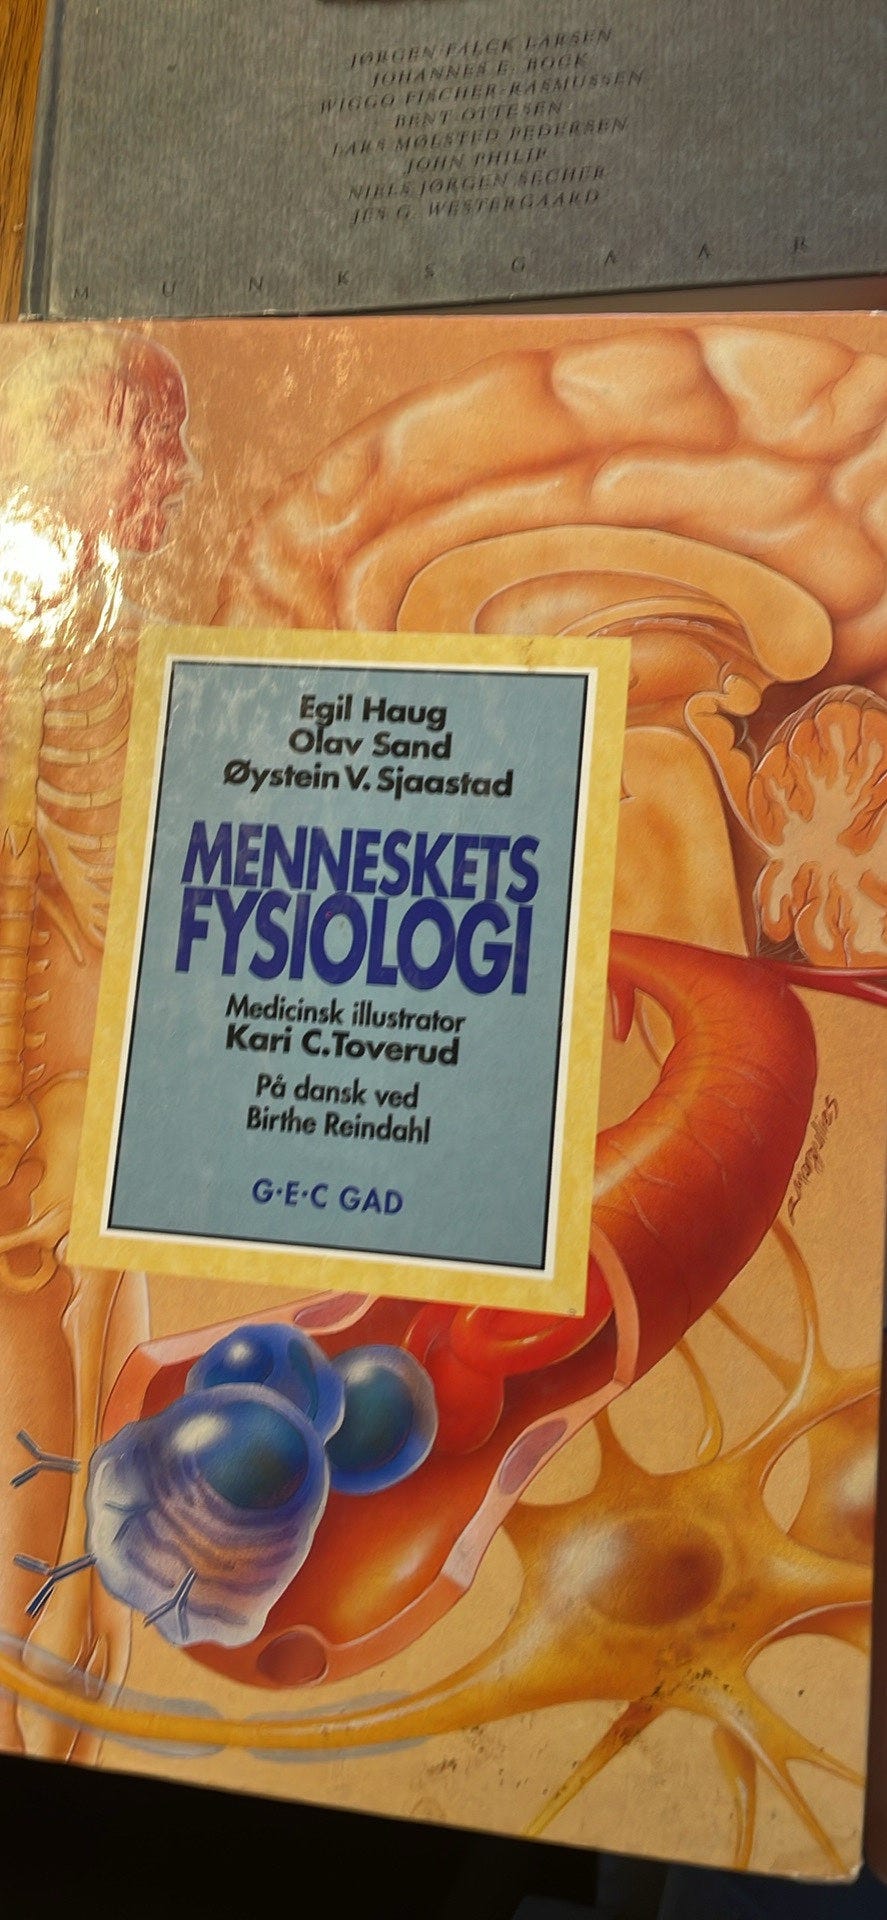 JØRGEN FALCK LARSEN
JOHANNES E. BOCK
WIGGO FISCHER-RASMUSSEN
BENT OTTESEN
LARS MØLSTED PEDERSEN
JOHN PHILIP
NIELS JØRGEN SECHER
JES G. WESTERGAARD
MUNKSGAAR
Egil Haug
Olav Sand
Øystein V. Sjaastad
MENNESKETS
FYSIOLOGI
Medicinsk illustrator
Kari C.Toverud
På dansk ved
Birthe Reindahl
G·E·C GAD